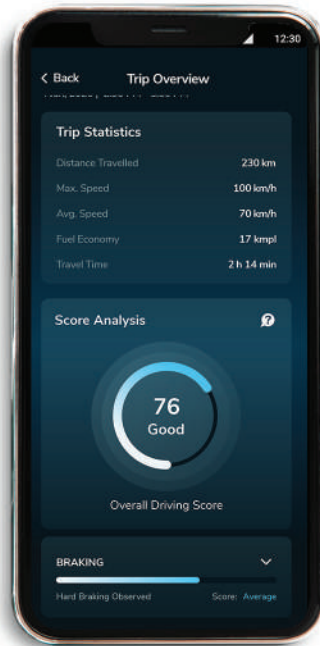 12:30
Back Trip Overview
Trip Statistics
Distance Travelled 230 km
Max. Speed 100 km/h
Avg. Speed 70 km/h
Fuel Economy 17 kmpl
Travel Time 2 h 14 min
Score Analysis
76
Good
Overall Driving Score
BRAKING
Hard Braking Observed Score: Average